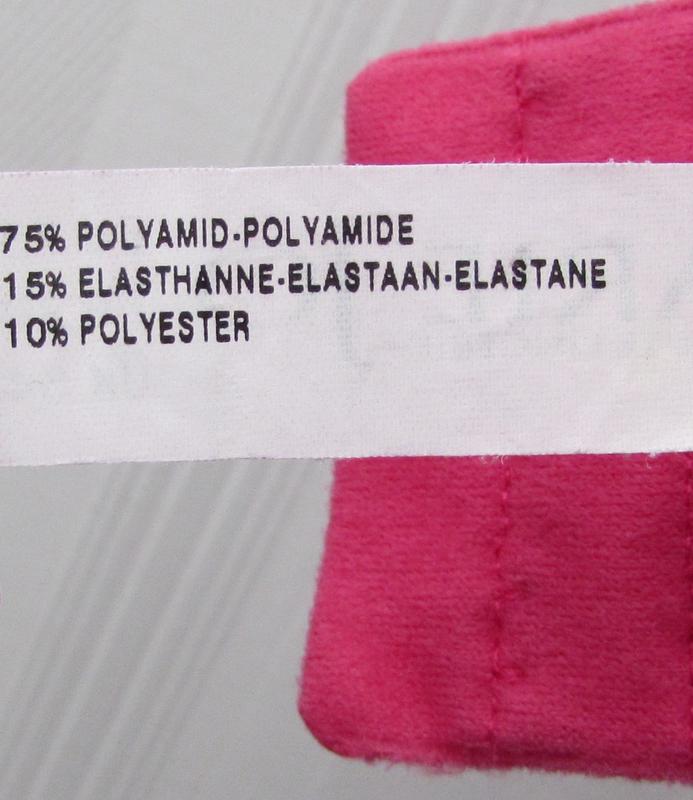 75% POLYAMID-POLYAMIDE
15% ELASTHANNE-ELASTAAN-ELASTANE
10% POLYESTER